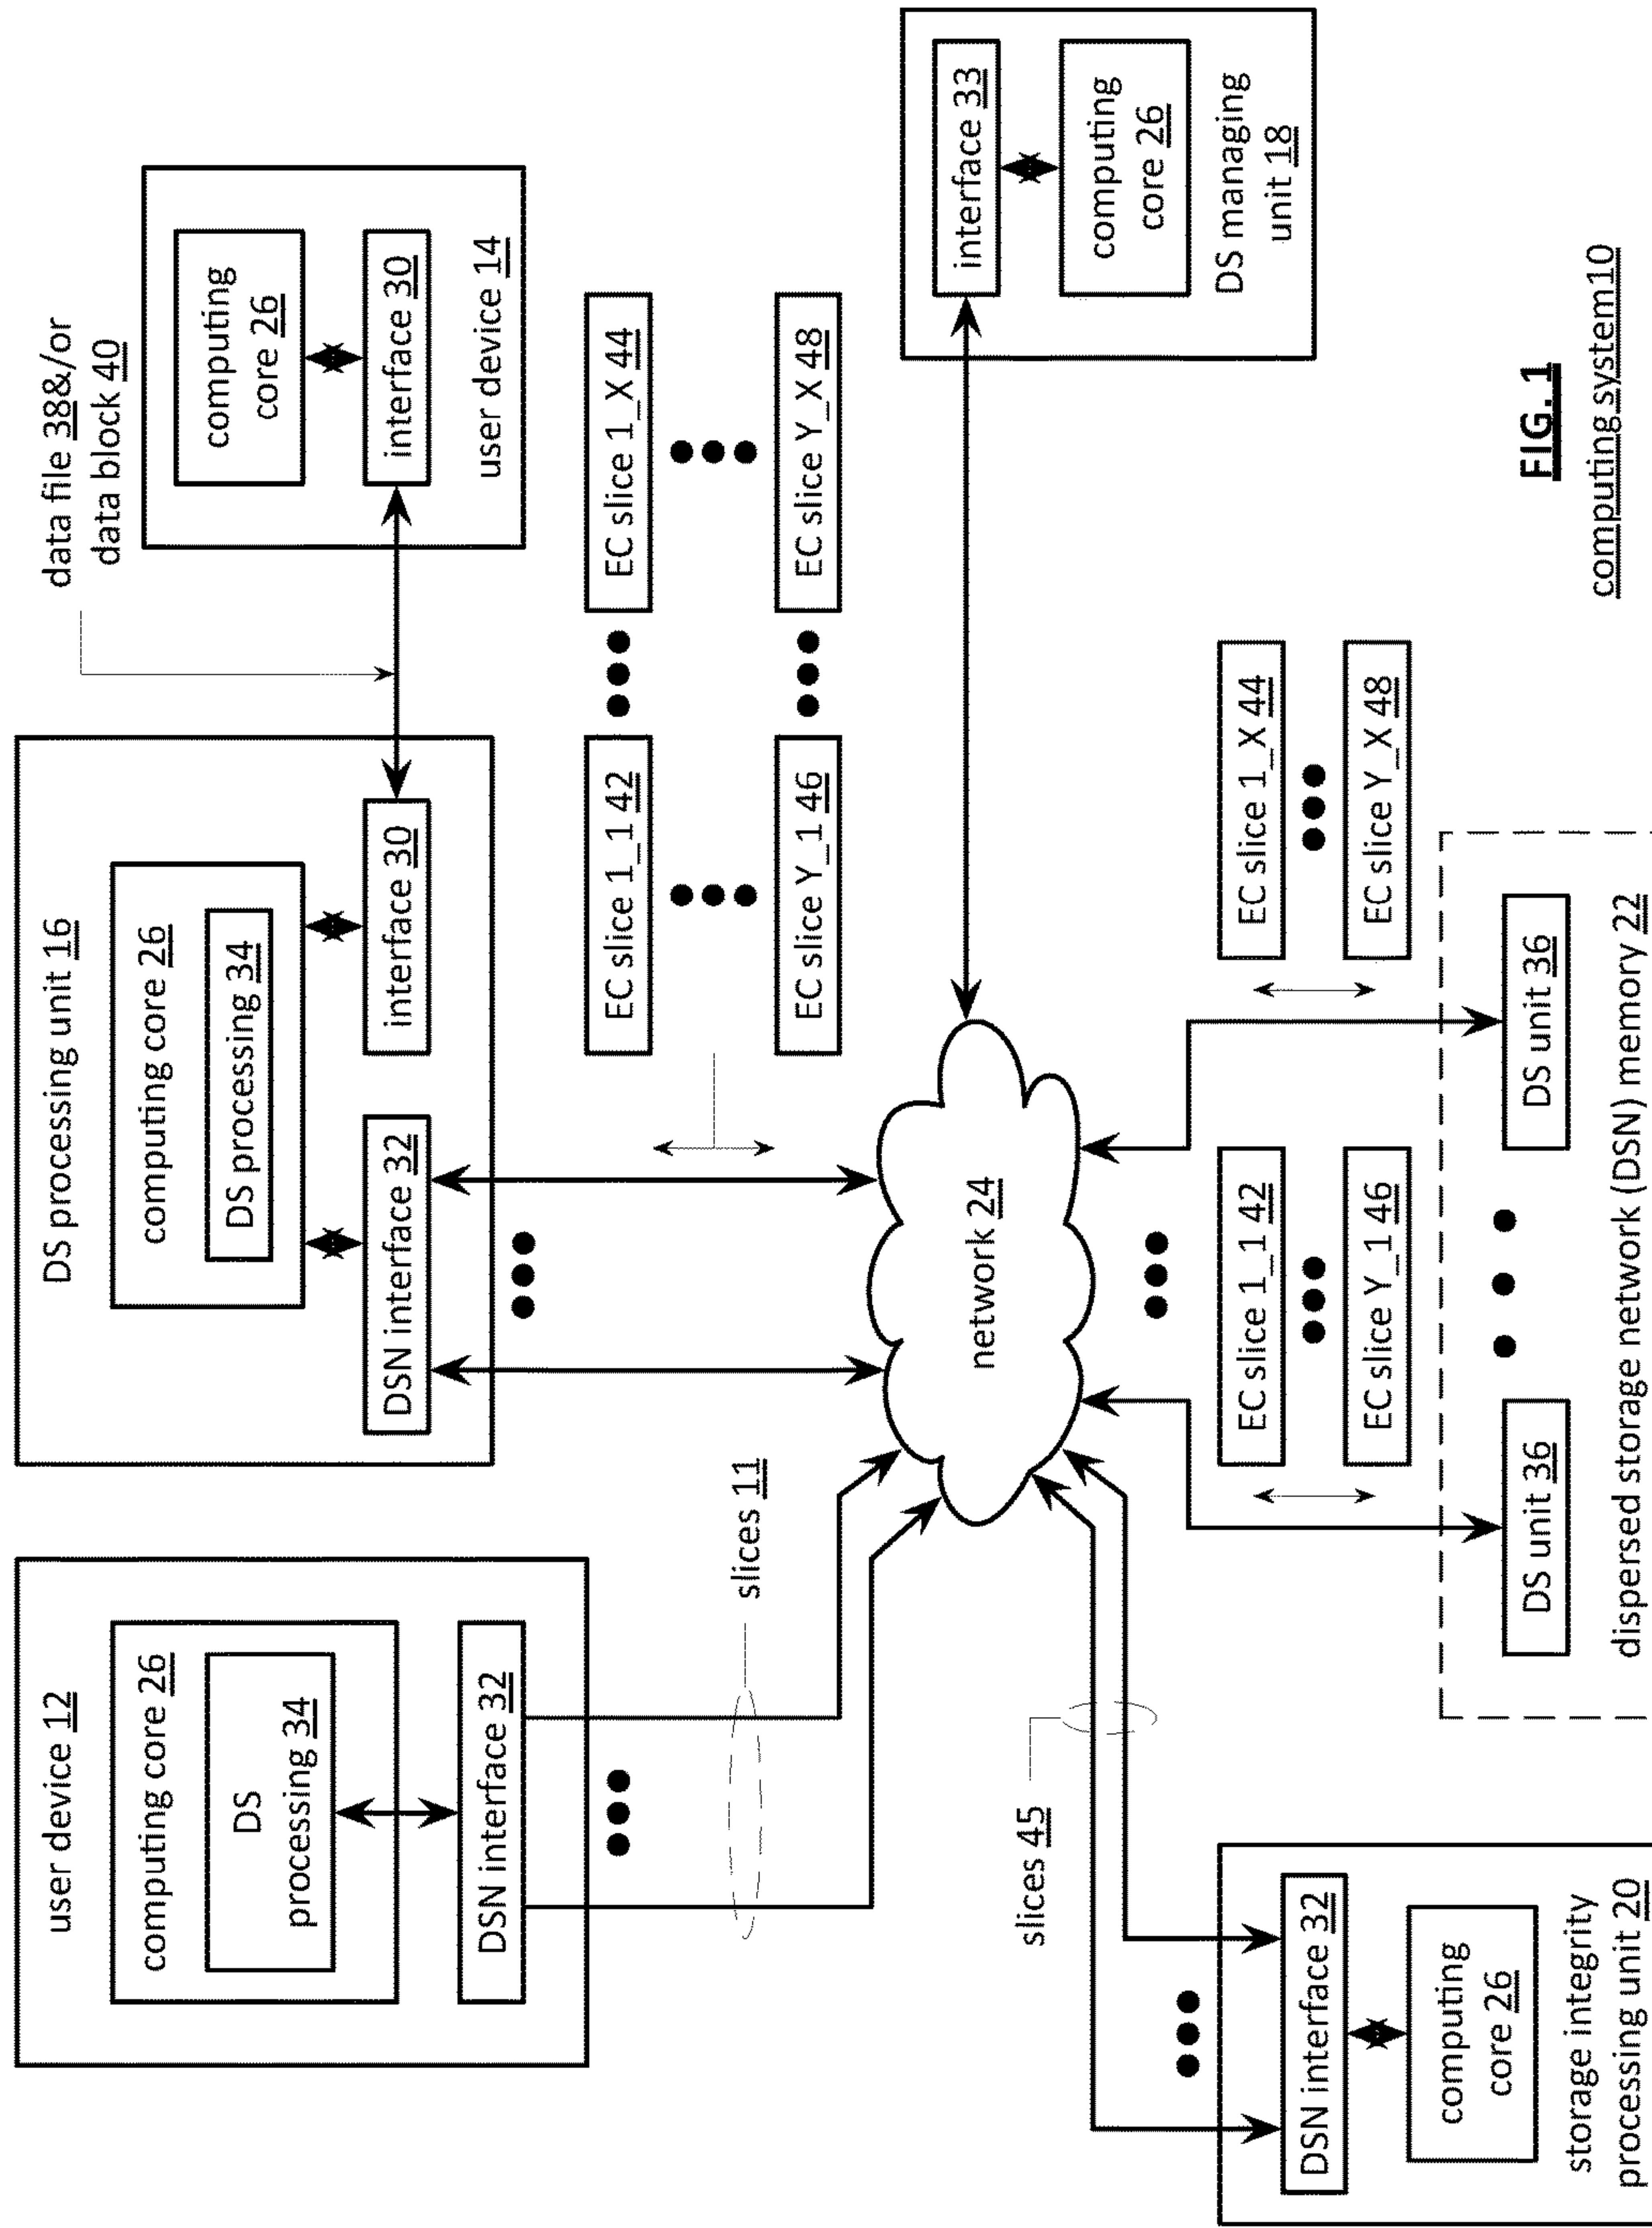 user device 12
computing core 26
DS
processing 34
DSN interface 32
slices 11
DS processing unit 16
computing core 26
DS processing 34
DSN interface 32
interface 30
data file 38&/or
data block 40
computing
core 26
interface 30
user device 14
EC slice 1_1 42
EC slice 1_X 44
EC slice Y_1 46
EC slice Y_X 48
network 24
interface 33
computing
core 26
DS managing
unit 18
slices 45
DSN interface 32
computing
core 26
storage integrity
processing unit 20
EC slice 1_1 42
EC slice Y_1 46
EC slice 1_X 44
EC slice Y_X 48
DS unit 36
DS unit 36
dispersed storage network (DSN) memory 22
FIG. 1
computing system10